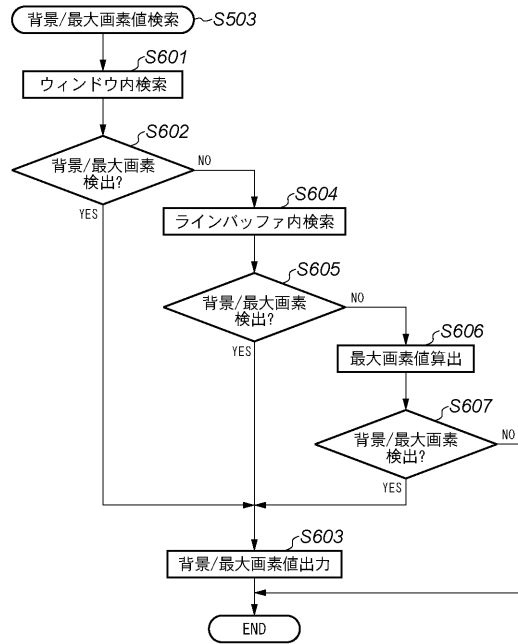 背景/最大画素値検索
S503
S601
ウィンドウ内検索
S602
背景/最大画素
検出?
NO
YES
S604
ラインバッファ内検索
S605
背景/最大画素
検出?
NO
YES
S606
最大画素値算出
S607
背景/最大画素
検出?
NO
YES
S603
背景/最大画素値出力
END